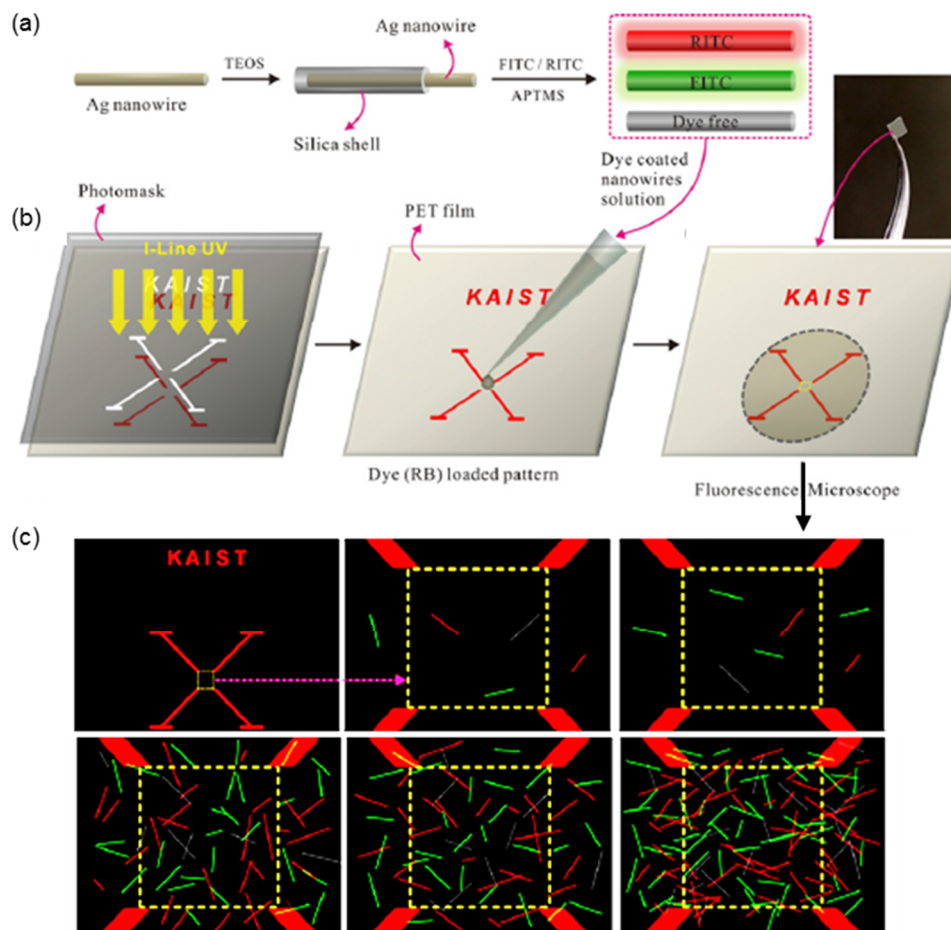 (a)
Ag nanowire
TEOS
Ag nanowire
Silica shell
FITC / RITC
APTMS
RITC
FITC
Dye free
Dye coated
nanowires
solution
(b)
Photomask
I-Line UV
KAIST
KAIST
PET film
KAIST
Dye (RB) loaded pattern
KAIST
Fluorescence Microscope
(c)
KAIST